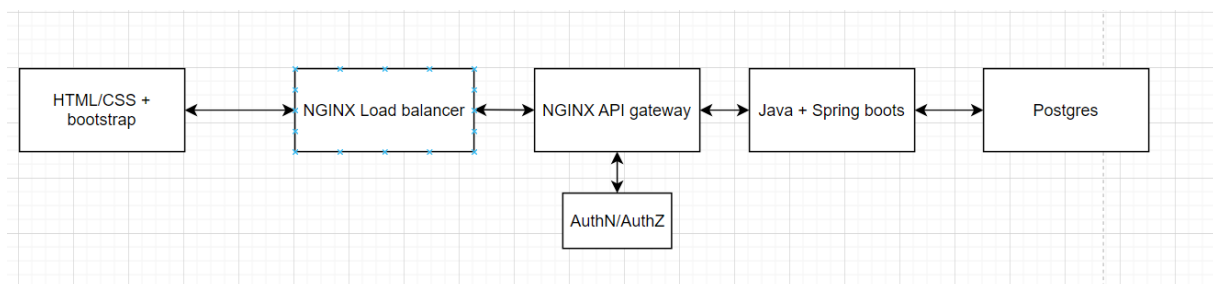 HTML/CSS +
bootstrap
NGINX Load balancer
NGINX API gateway
Java + Spring boots
Postgres
AuthN/AuthZ